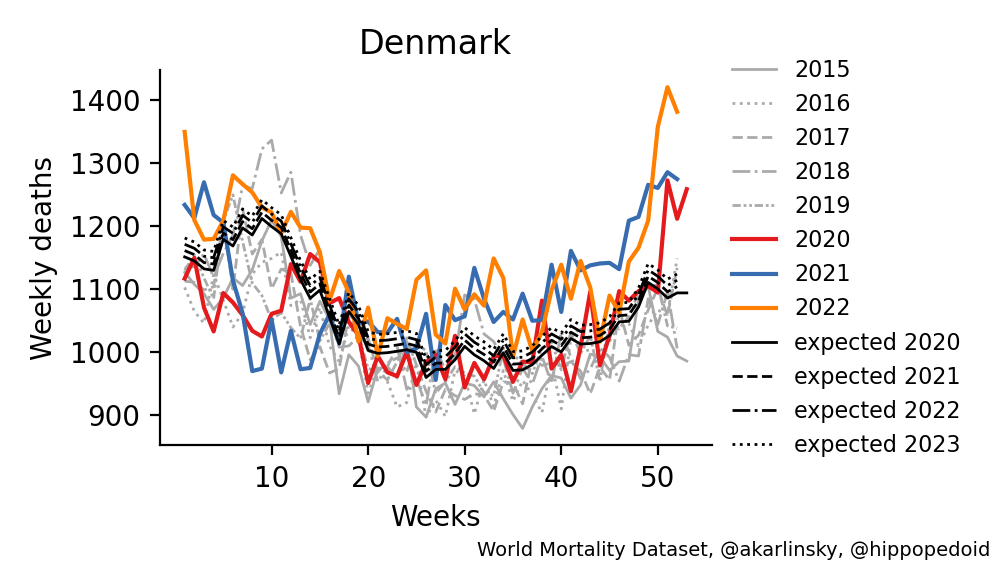 Denmark
Weekly deaths
1400
1300
1200
1100
1000
900
10 20 30 40 50
Weeks
2015
2016
2017
2018
2019
2020
2021
2022
expected 2020
expected 2021
expected 2022
expected 2023
World Mortality Dataset, @akarlinsky, @hippopedoid